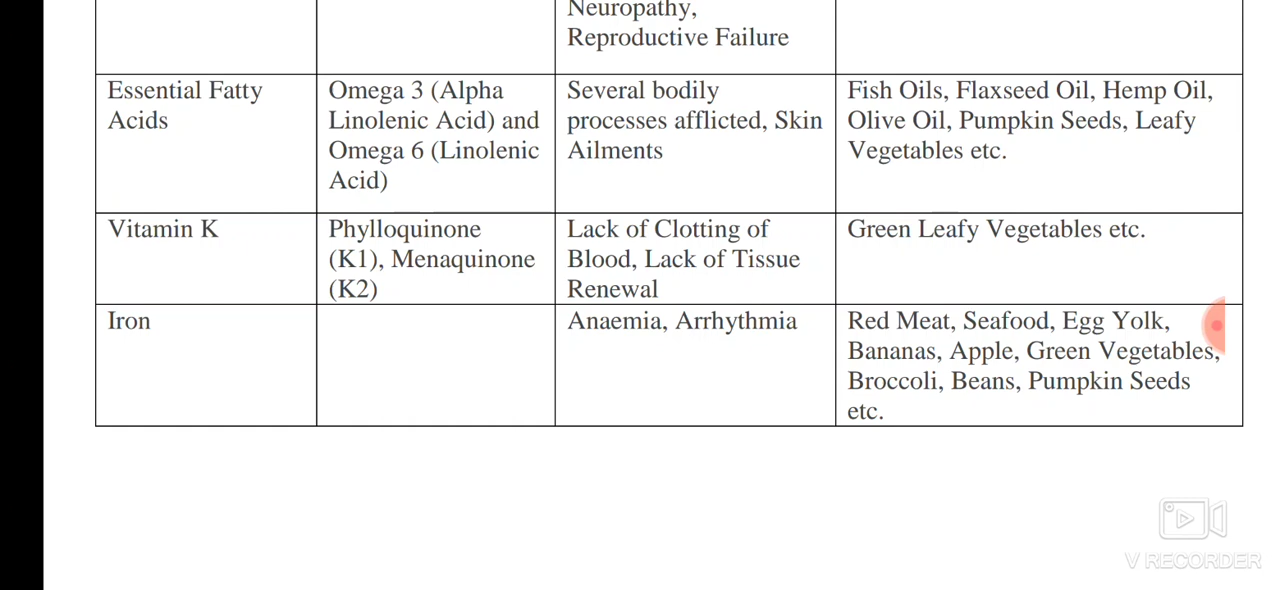 Neuropathy,
Reproductive Failure
Essential Fatty
Acids
Omega 3 (Alpha
Linolenic Acid) and
Omega 6 (Linolenic
Acid)
Several bodily
processes afflicted, Skin
Ailments
Fish Oils, Flaxseed Oil, Hemp Oil,
Olive Oil, Pumpkin Seeds, Leafy
Vegetables etc.
Vitamin K
Phylloquinone
(K1), Menaquinone
(K2)
Lack of Clotting of
Blood, Lack of Tissue
Renewal
Green Leafy Vegetables etc.
Iron
Anaemia, Arrhythmia
Red Meat, Seafood, Egg Yolk,
Bananas, Apple, Green Vegetables,
Broccoli, Beans, Pumpkin Seeds
etc.
V RECORDER